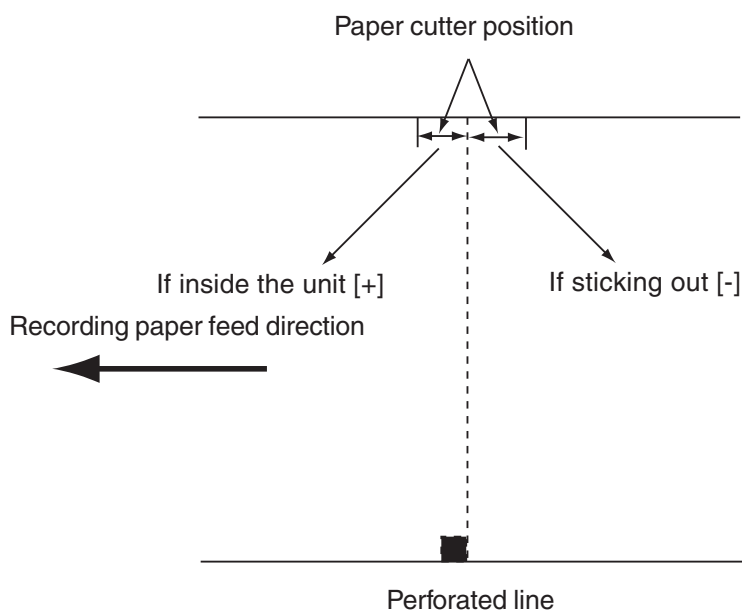 Paper cutter position
If inside the unit [+]
If sticking out [-]
Recording paper feed direction
Perforated line